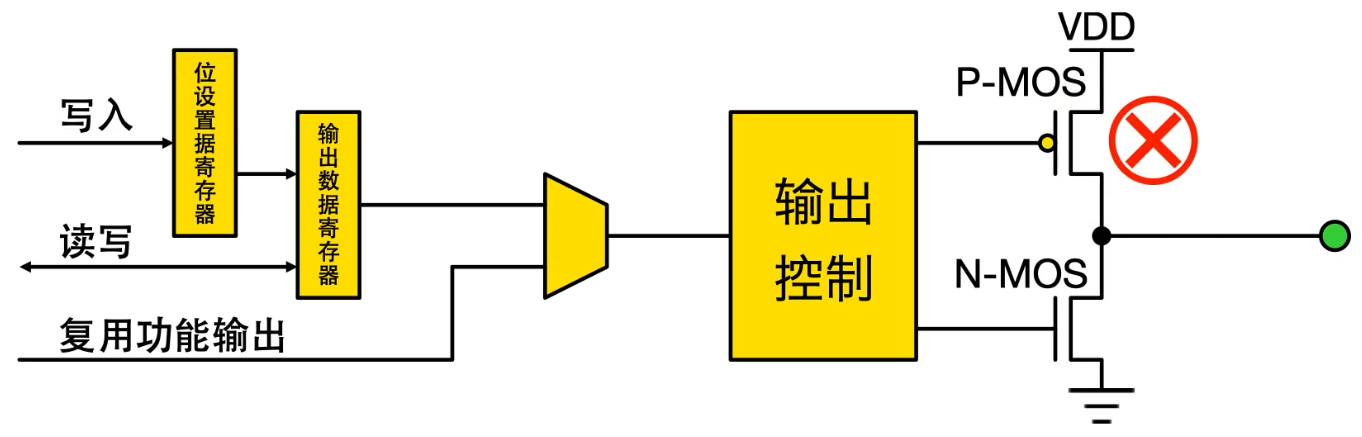 VDD
P-MOS
位设置据寄存器
写入
输出数据寄存器
输出
控制
读写
N-MOS
复用功能输出